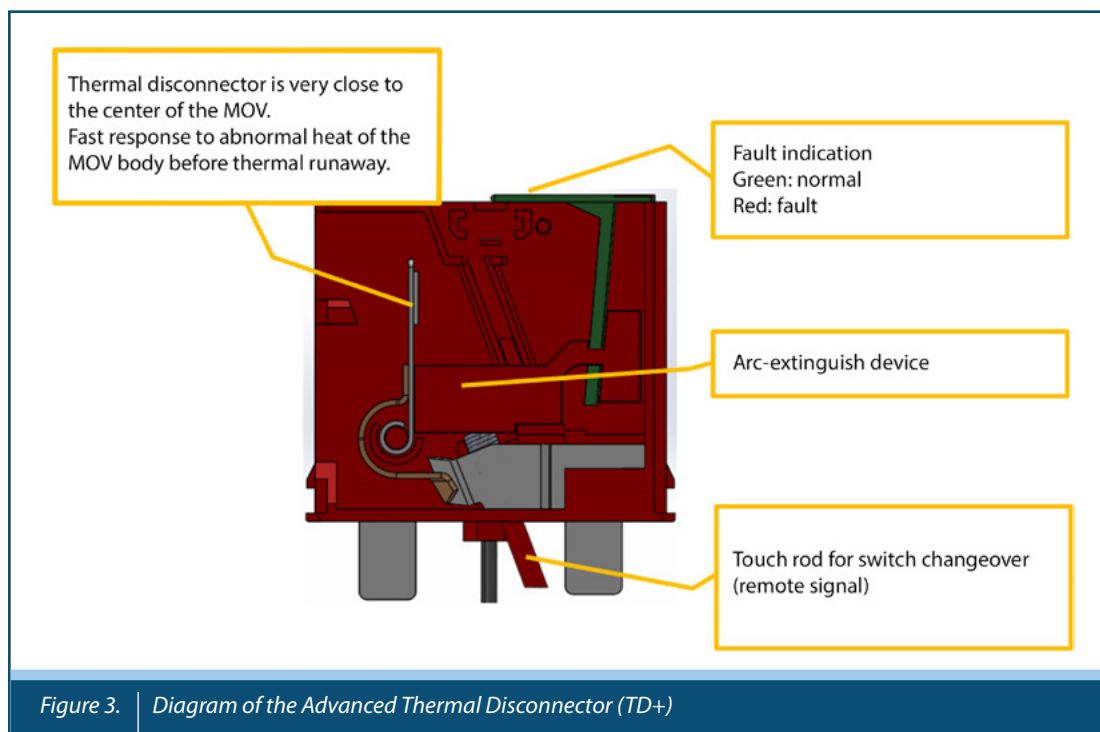 Thermal disconnector is very close to
the center of the MOV.
Fast response to abnormal heat of the
MOV body before thermal runaway.
Fault indication
Green: normal
Red: fault
Arc-extinguish device
Touch rod for switch changeover
(remote signal)
Figure 3. Diagram of the Advanced Thermal Disconnector (TD+)